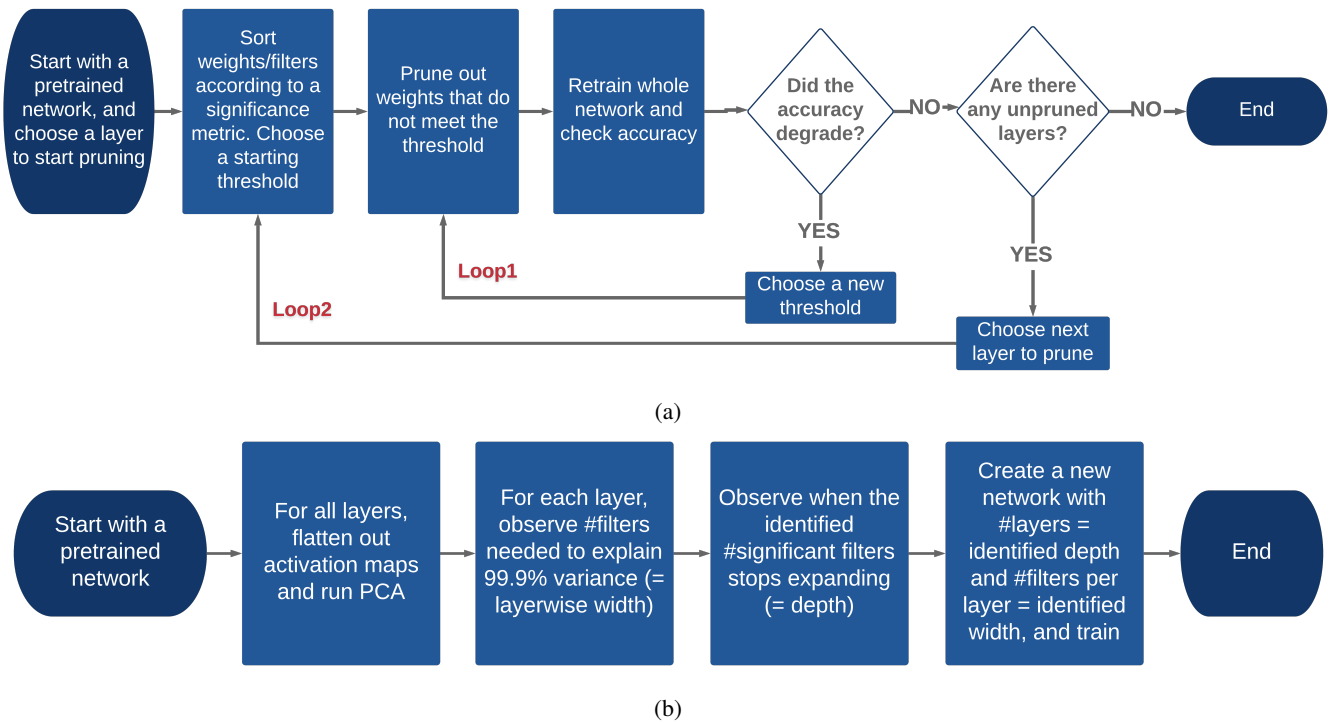 Start with a
pretrained
network, and
choose a layer
to start pruning
Sort
weights/filters
according to a
significance
metric. Choose
a starting
threshold
Prune out
weights that do
not meet the
threshold
Retrain whole
network and
check accuracy
Did the
accuracy
degrade?
NO
Are there
any unpruned
layers?
NO
End
YES
YES
Loop1
Choose a new
threshold
Loop2
Choose next
layer to prune
(a)
Start with a
pretrained
network
For all layers,
flatten out
activation maps
and run PCA
For each layer,
observe #filters
needed to explain
99.9% variance (=
layerwise width)
Observe when the
identified
#significant filters
stops expanding
(= depth)
Create a new
network with
#layers =
identified depth
and #filters per
layer = identified
width, and train
End
(b)